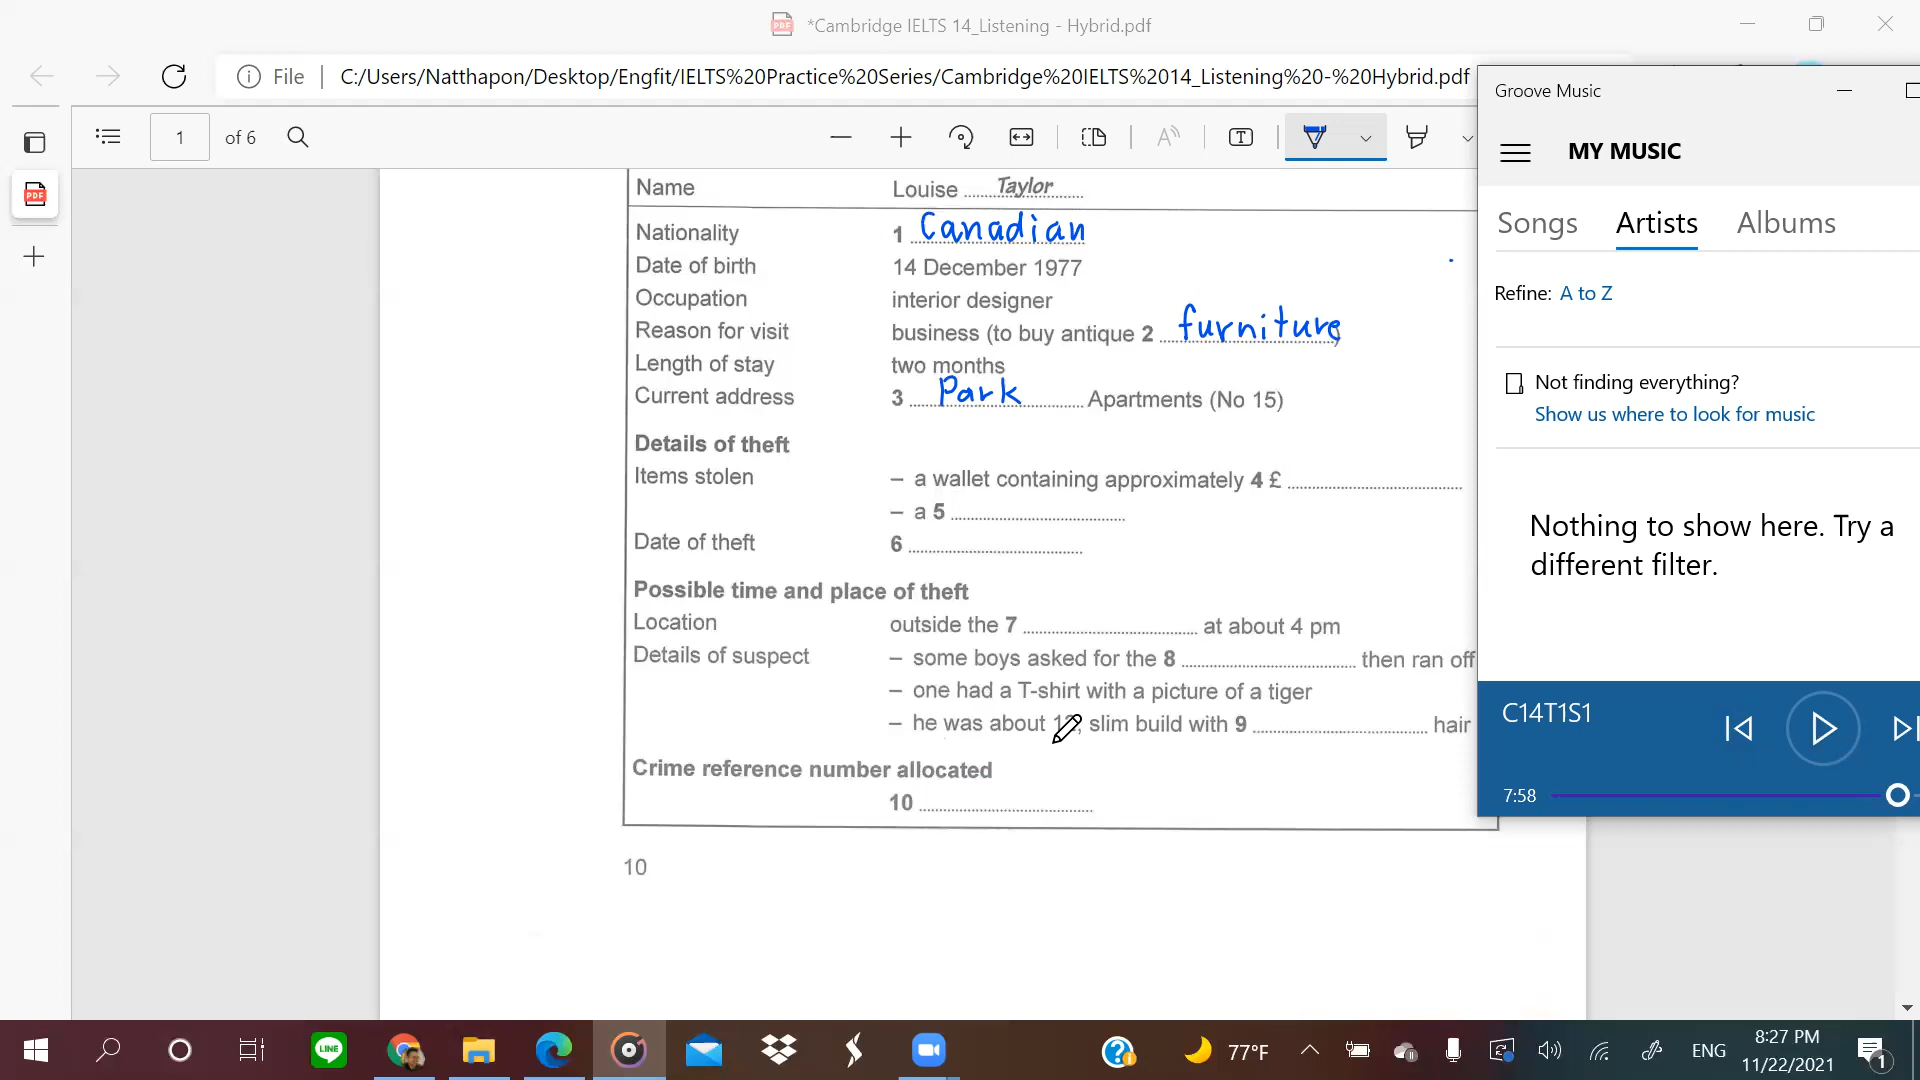 *Cambridge IELTS 14_Listening - Hybrid.pdf
File | C:/Users/Natthapon/Desktop/Engfit/IELTS%20Practice%20Series/Cambridge%20IELTS%2014_Listening%20-%20Hybrid.pdf
1 of 6
Name Louise Taylor
Nationality 1 Canadian
Date of birth 14 December 1977
Occupation interior designer
Reason for visit business (to buy antique 2 furniture)
Length of stay two months
Current address 3 Park Apartments (No 15)
Details of theft
Items stolen – a wallet containing approximately 4 £
– a 5
Date of theft 6
Possible time and place of theft
Location outside the 7 at about 4 pm
Details of suspect – some boys asked for the 8 then ran off
– one had a T-shirt with a picture of a tiger
– he was about slim build with 9 hair
Crime reference number allocated
10
10
Groove Music
MY MUSIC
Songs Artists Albums
Refine: A to Z
Not finding everything?
Show us where to look for music
Nothing to show here. Try a
different filter.
C14T1S1
7:58
LINE
77°F
ENG
8:27 PM
11/22/2021
1